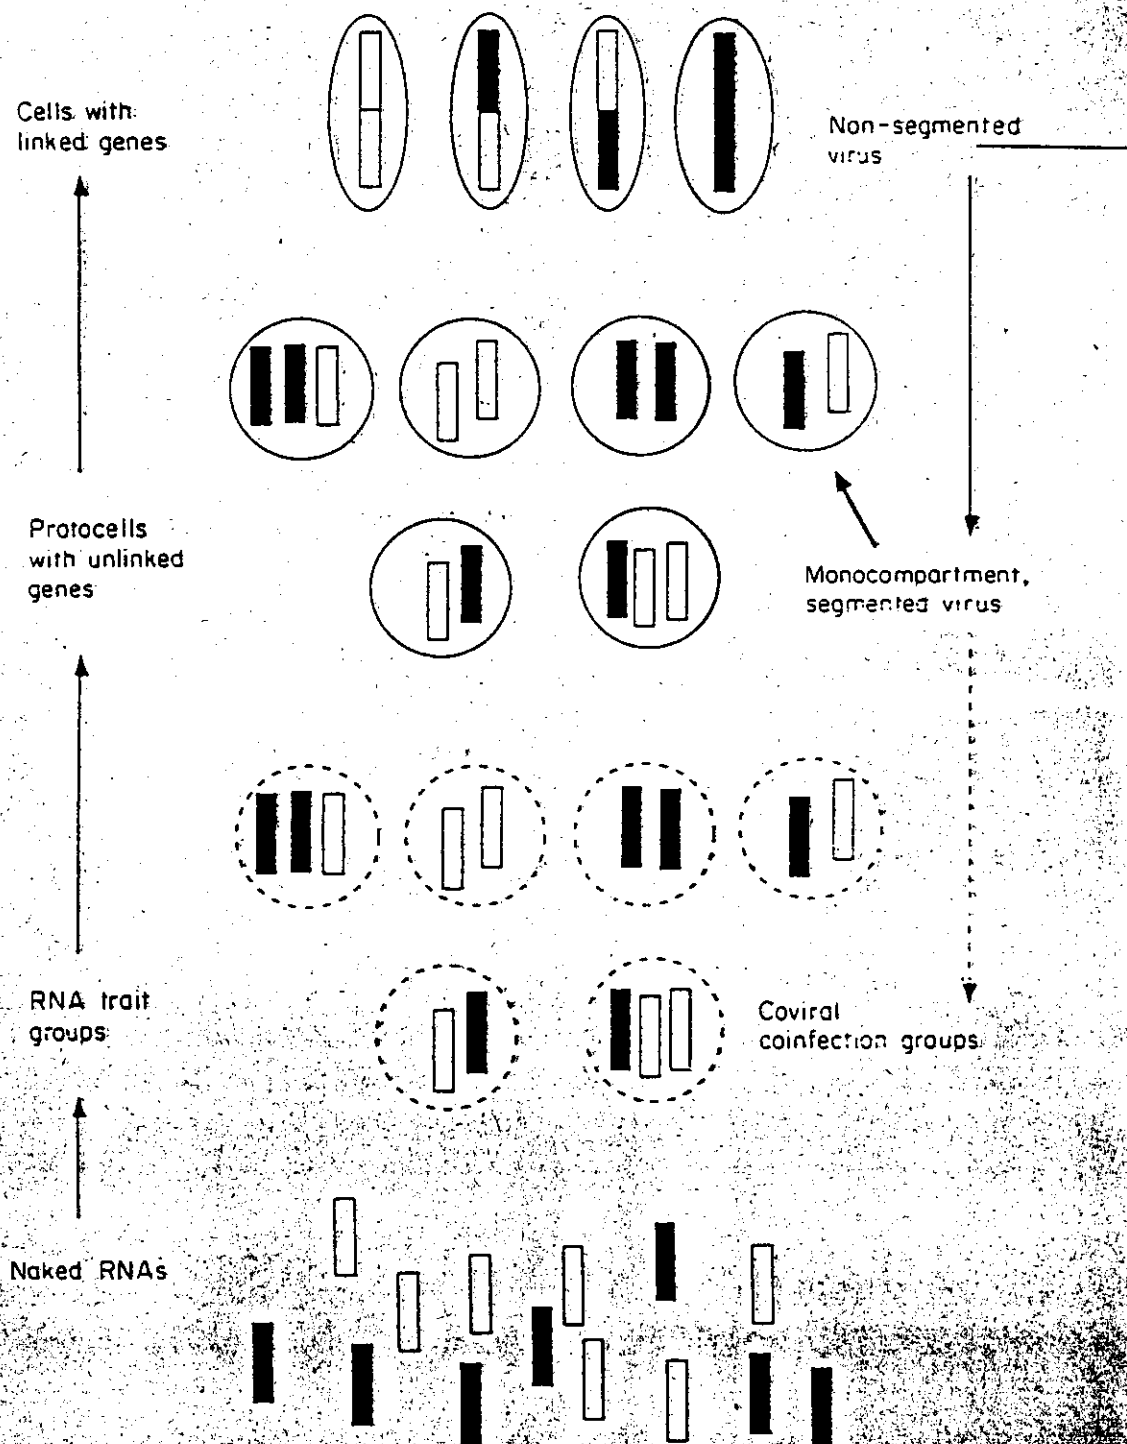 Cells with
linked genes
Non-segmented
virus
Protocells
with unlinked
genes
Monocompartment,
segmented virus
RNA trait
groups
Coviral
coinfection groups
Naked RNAs